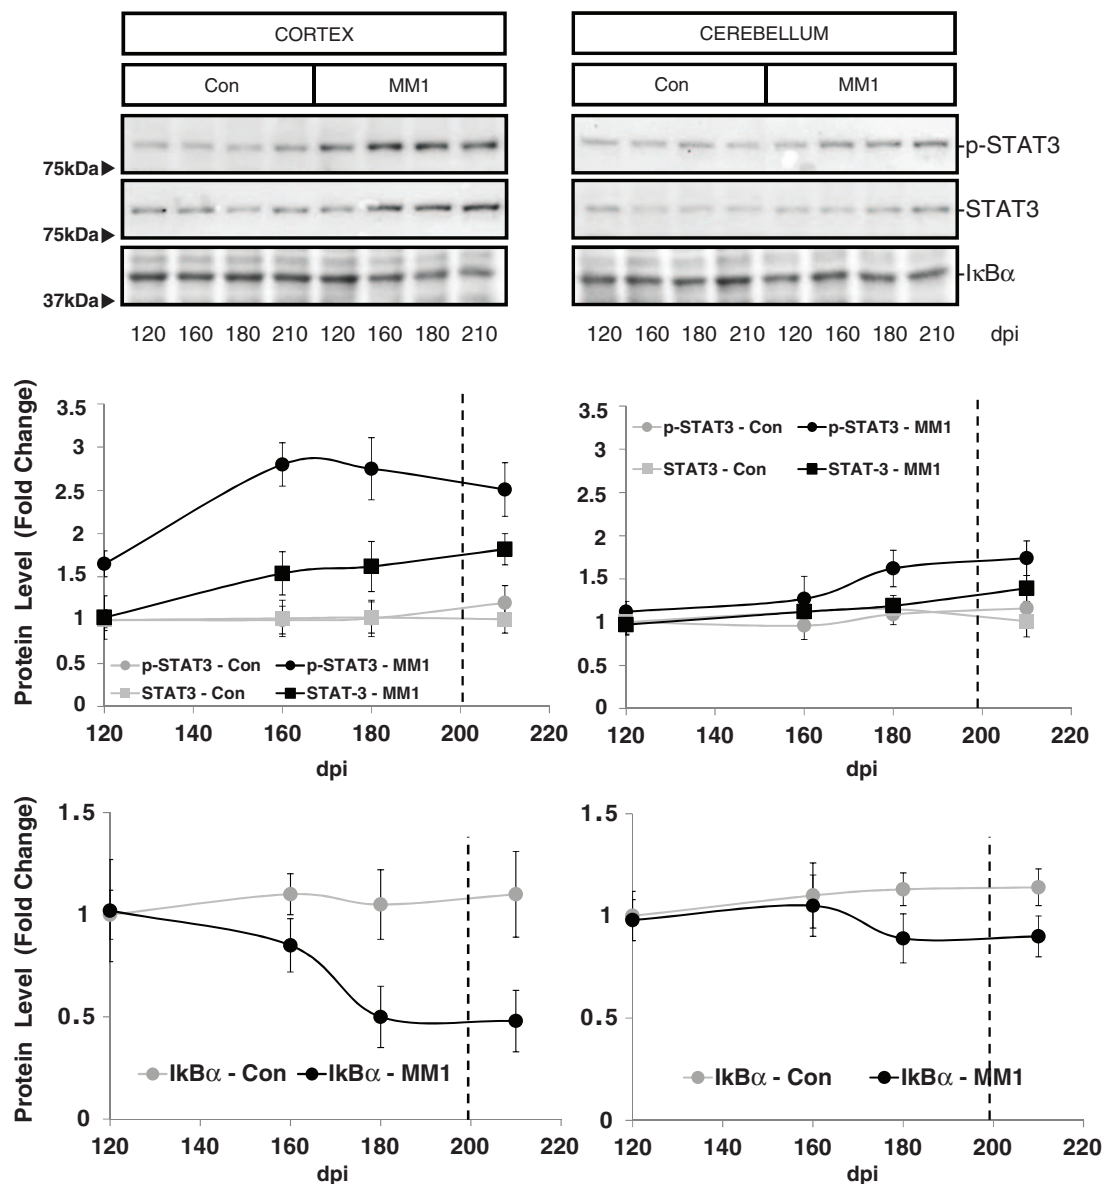 CORTEX CEREBELLUM
Con MM1 Con MM1
75kDa p-STAT3
75kDa STAT3
37kDa IκBα
120 160 180 210 120 160 180 210 120 160 180 210 120 160 180 210 dpi
Protein Level (Fold Change)
3.5
3
2.5
2
1.5
1
0.5
0
p-STAT3 - Con p-STAT3 - MM1
STAT3 - Con STAT-3 - MM1
120 140 160 180 200 220
dpi
3.5
3
2.5
2
1.5
1
0.5
0
p-STAT3 - Con p-STAT3 - MM1
STAT3 - Con STAT-3 - MM1
120 140 160 180 200 220
dpi
Protein Level (Fold Change)
1.5
1
0.5
0
IkBα - Con IkBα - MM1
120 140 160 180 200 220
dpi
1.5
1
0.5
0
IkBα - Con IkBα - MM1
120 140 160 180 200 220
dpi